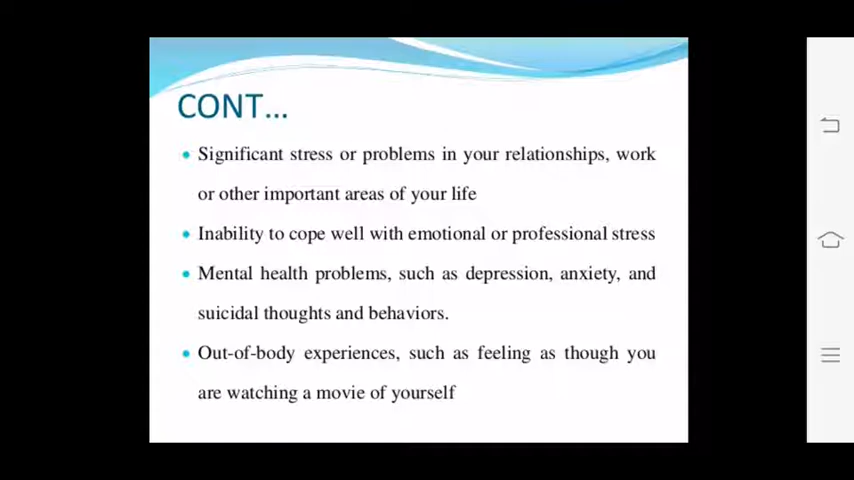 CONT...
• Significant stress or problems in your relationships, work
or other important areas of your life
• Inability to cope well with emotional or professional stress
• Mental health problems, such as depression, anxiety, and
suicidal thoughts and behaviors.
• Out-of-body experiences, such as feeling as though you
are watching a movie of yourself